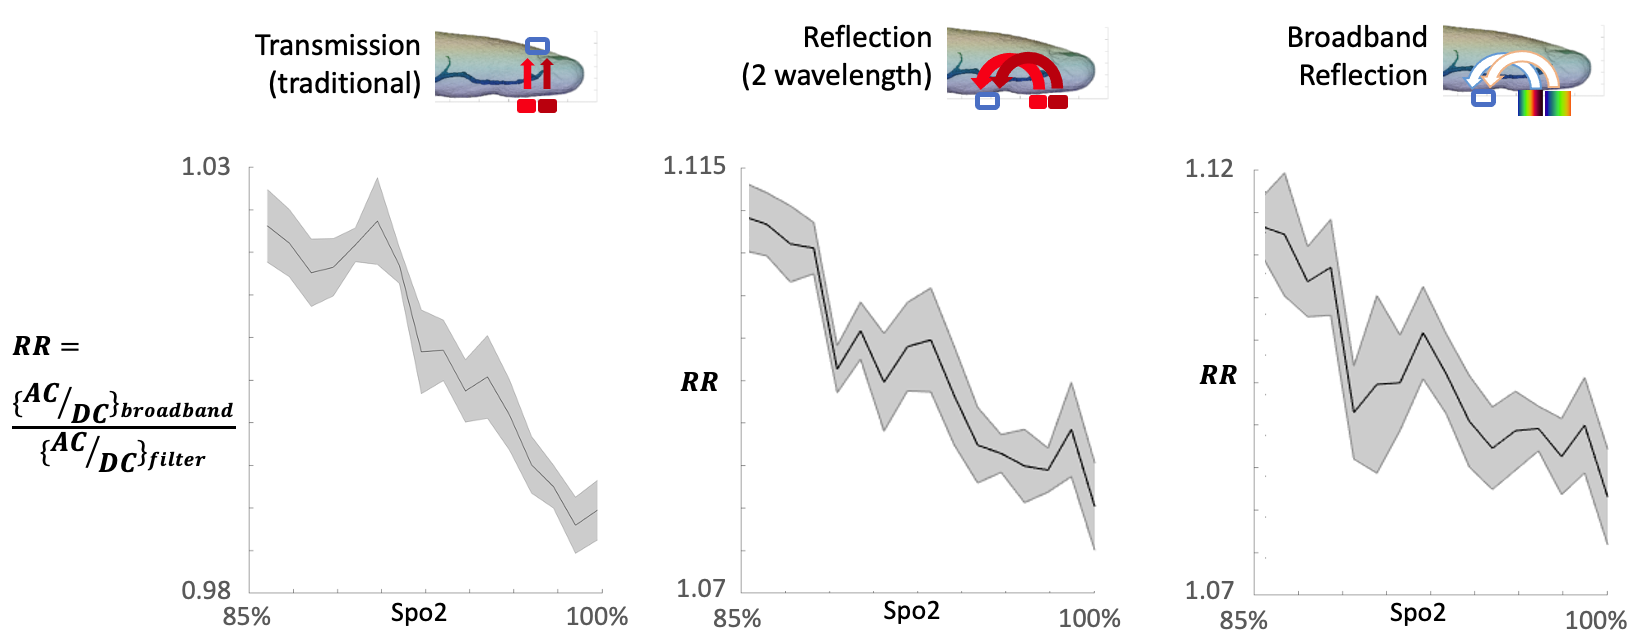 Transmission
(traditional)
Reflection
(2 wavelength)
Broadband
Reflection
1.03
0.98
RR =
{AC/DC}broadband
{AC/DC}filter
85%
Spo2
100%
1.115
RR
1.07
85%
Spo2
100%
1.12
RR
1.07
85%
Spo2
100%